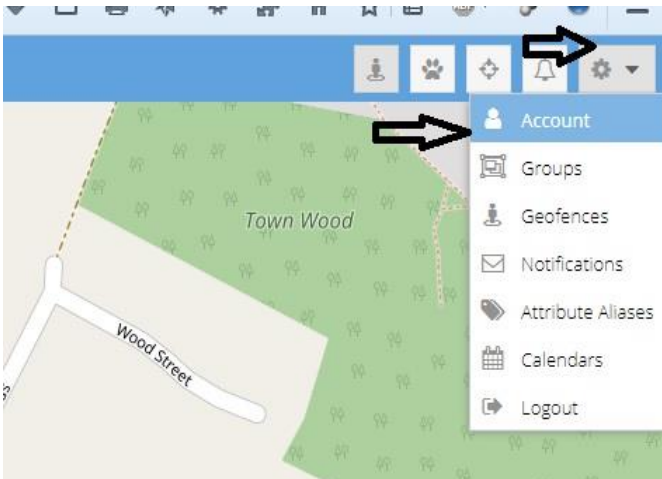 Account
Groups
Geofences
Notifications
Attribute Aliases
Calendars
Logout
Town Wood
Wood Street